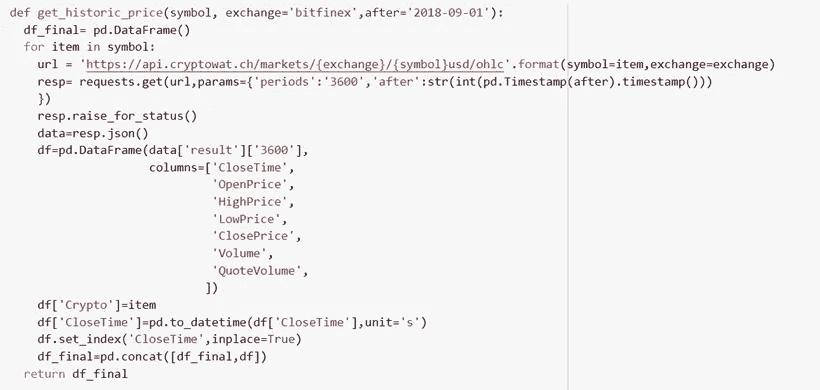 def get_historic_price(symbol, exchange='bitfinex',after='2018-09-01'):
  df_final= pd.DataFrame()
  for item in symbol:
    url = 'https://api.cryptowat.ch/markets/{exchange}/{symbol}usd/ohlc'.format(symbol=item,exchange=exchange)
    resp= requests.get(url,params={'periods':'3600','after':str(int(pd.Timestamp(after).timestamp()))
    })
    resp.raise_for_status()
    data=resp.json()
    df=pd.DataFrame(data['result']['3600'],
                    columns=['CloseTime',
                             'OpenPrice',
                             'HighPrice',
                             'LowPrice',
                             'ClosePrice',
                             'Volume',
                             'QuoteVolume',
                            ])
    df['Crypto']=item
    df['CloseTime']=pd.to_datetime(df['CloseTime'],unit='s')
    df.set_index('CloseTime',inplace=True)
    df_final=pd.concat([df_final,df])
  return df_final